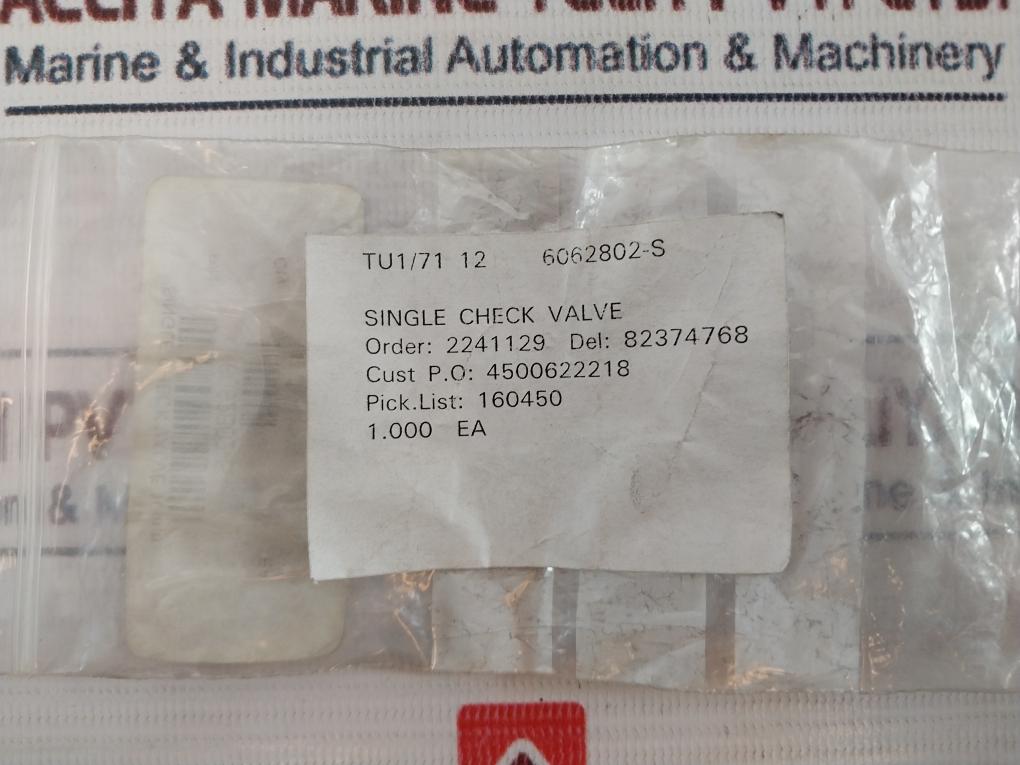 Marine & Industrial Automation & Machinery
TU1/71 12 6062802-S
SINGLE CHECK VALVE
Order: 2241129 Del: 82374768
Cust P.O: 4500622218
Pick.List: 160450
1.000 EA